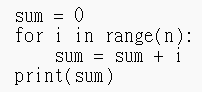 sum = 0
for i in range(n):
    sum = sum + i
print(sum)